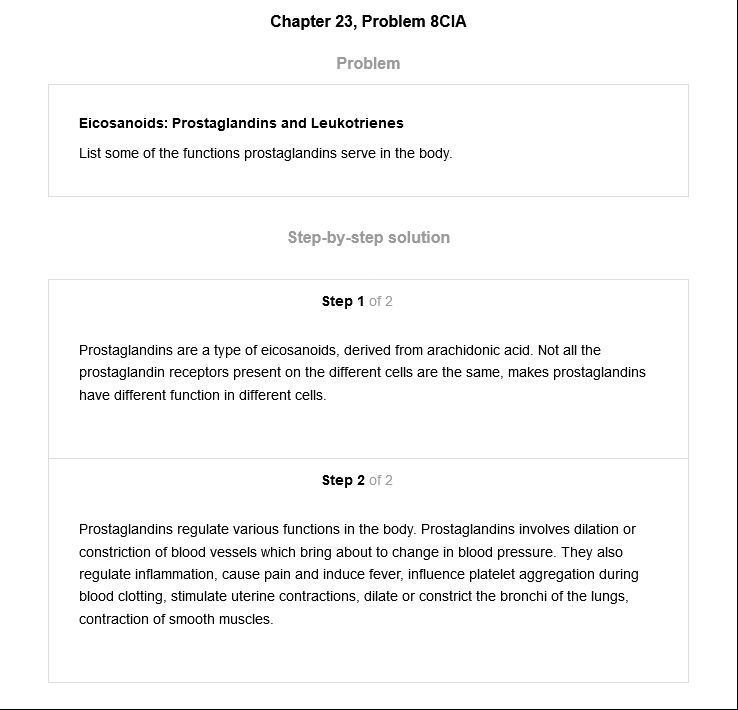 Chapter 23, Problem 8CIA
Problem
Eicosanoids: Prostaglandins and Leukotrienes
List some of the functions prostaglandins serve in the body.
Step-by-step solution
Step 1 of 2
Prostaglandins are a type of eicosanoids, derived from arachidonic acid. Not all the
prostaglandin receptors present on the different cells are the same, makes prostaglandins
have different function in different cells.
Step 2 of 2
Prostaglandins regulate various functions in the body. Prostaglandins involves dilation or
constriction of blood vessels which bring about to change in blood pressure. They also
regulate inflammation, cause pain and induce fever, influence platelet aggregation during
blood clotting, stimulate uterine contractions, dilate or constrict the bronchi of the lungs,
contraction of smooth muscles.